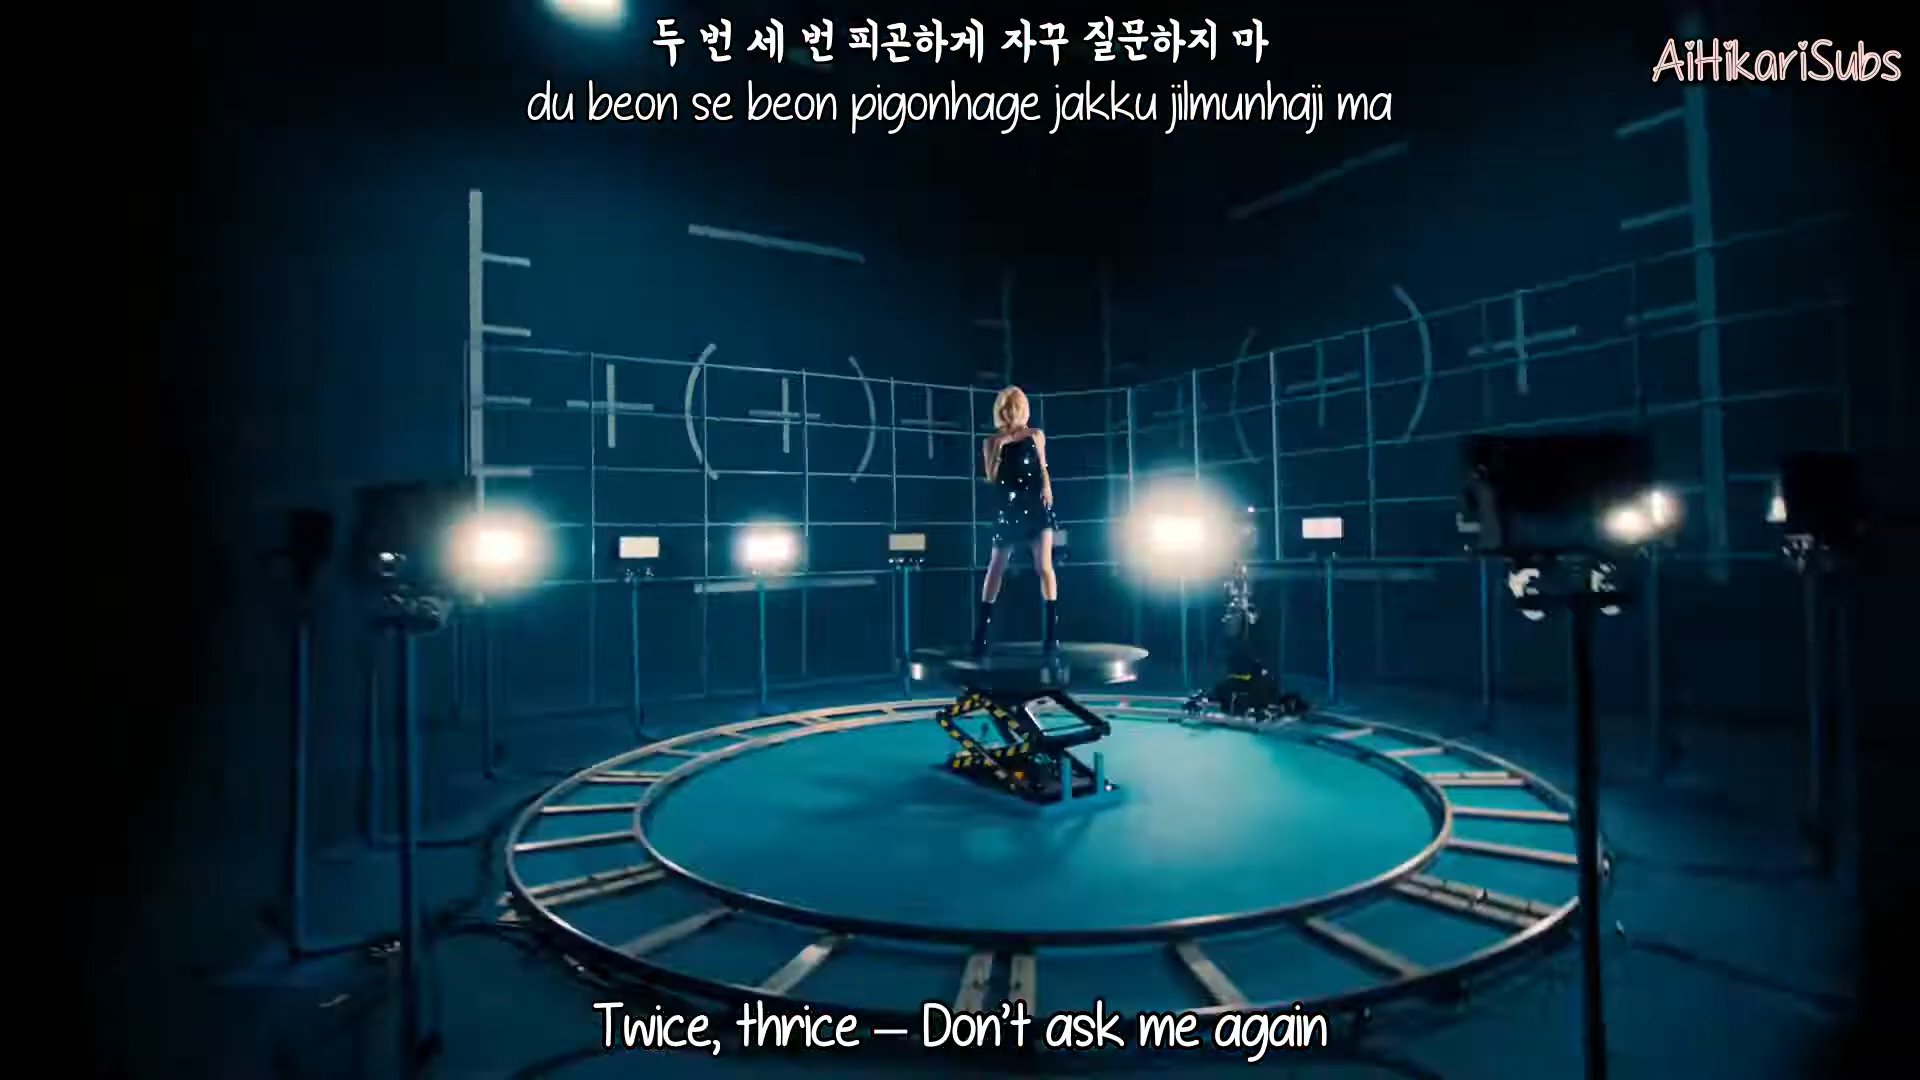 두 번 세 번 피곤하게 자꾸 질문하지 마
AiHikariSubs
du beon se beon pigonhage jakku jilmunhaji ma
Twice, thrice – Don't ask me again